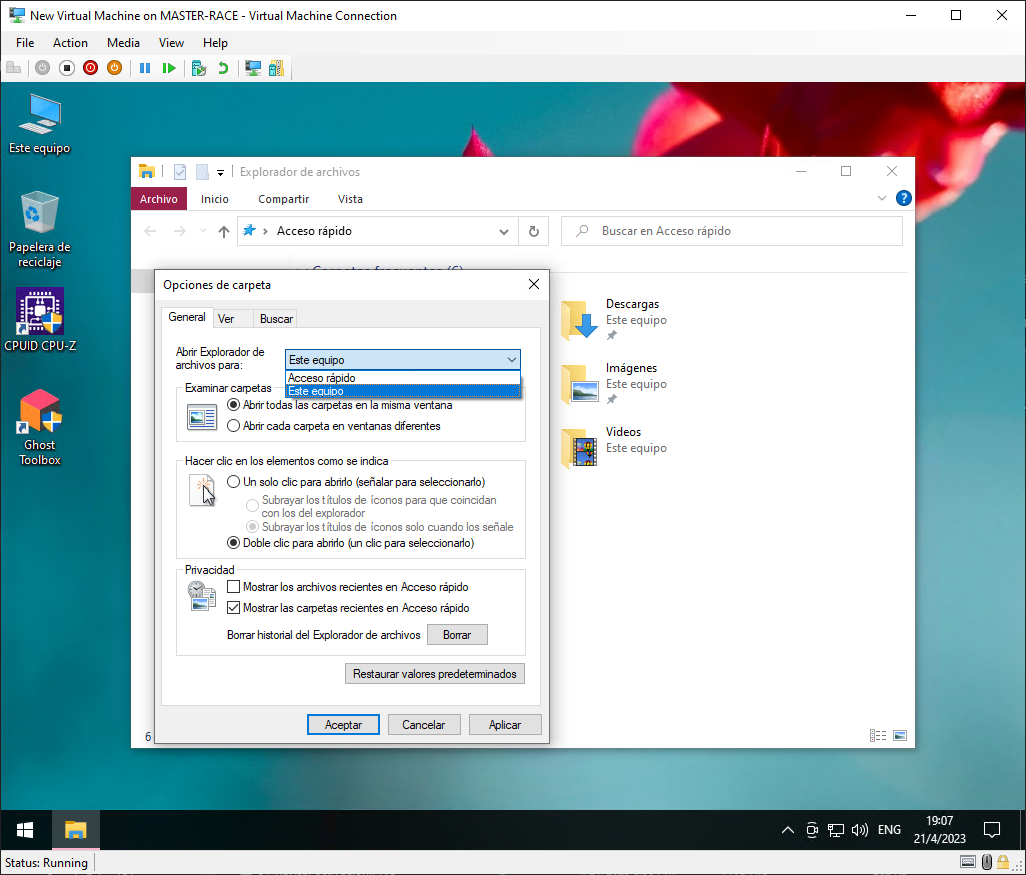 New Virtual Machine on MASTER-RACE - Virtual Machine Connection
File Action Media View Help
Este equipo
Papelera de
reciclaje
CPUID CPU-Z
Ghost
Toolbox
Explorador de archivos
Archivo Inicio Compartir Vista
?
Acceso rápido
Buscar en Acceso rápido
Carpetas frecuentes (6)
Descargas
Este equipo
Imágenes
Este equipo
Videos
Este equipo
6
Opciones de carpeta
General Ver Buscar
Abrir Explorador de
archivos para:
Este equipo
Acceso rápido
Este equipo
Examinar carpetas
Abrir todas las carpetas en la misma ventana
Abrir cada carpeta en ventanas diferentes
Hacer clic en los elementos como se indica
Un solo clic para abrirlo (señalar para seleccionarlo)
Subrayar los títulos de íconos para que coincidan
con los del explorador
Subrayar los títulos de íconos solo cuando los señale
Doble clic para abrirlo (un clic para seleccionarlo)
Privacidad
Mostrar los archivos recientes en Acceso rápido
Mostrar las carpetas recientes en Acceso rápido
Borrar historial del Explorador de archivos
Borrar
Restaurar valores predeterminados
Aceptar Cancelar Aplicar
ENG
19:07
21/4/2023
Status: Running